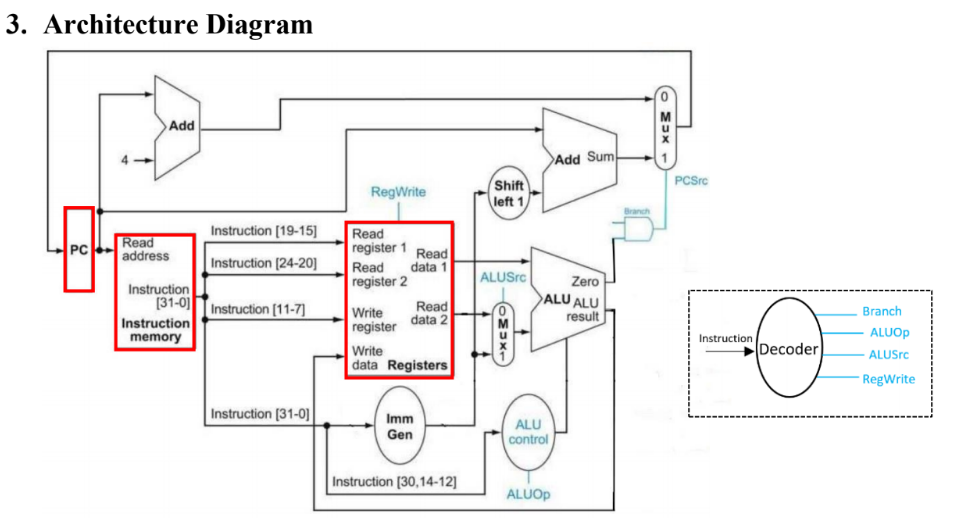 3. Architecture Diagram
Add
4
0
M
u
x
1
PCSrc
Add Sum
Shift
left 1
Branch
RegWrite
PC
Read
address
Instruction
[31-0]
Instruction
memory
Instruction [19-15]
Instruction [24-20]
Instruction [11-7]
Read
register 1
Read
data 1
Read
register 2
Write
register
Read
data 2
Write
data Registers
ALUSrc
0
M
u
x
1
Zero
ALU ALU
result
Instruction [31-0]
Imm
Gen
ALU
control
Instruction [30,14-12]
ALUOp
Instruction
Decoder
Branch
ALUOp
ALUSrc
RegWrite